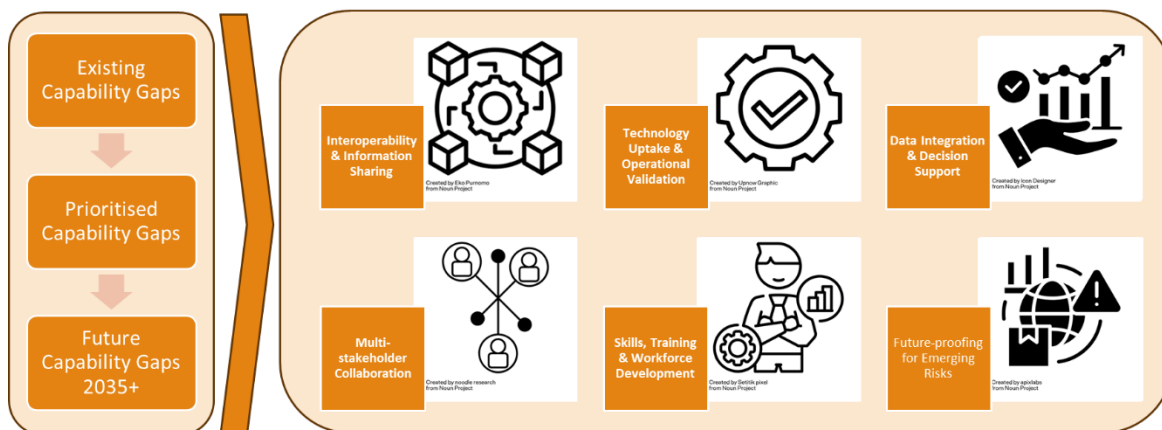 Existing
Capability Gaps
Prioritised
Capability Gaps
Future
Capability Gaps
2035+
Interoperability
& Information
Sharing
Created by Eko Purnomo
from Noun Project
Technology
Uptake &
Operational
Validation
Created by Upnow Graphic
from Noun Project
Data Integration
& Decision
Support
Created by Icon Designer
from Noun Project
Multi-
stakeholder
Collaboration
Created by noodle research
from Noun Project
Skills, Training
& Workforce
Development
Created by Setitik pixel
from Noun Project
Future-proofing
for Emerging
Risks
Created by apixlabs
from Noun Project